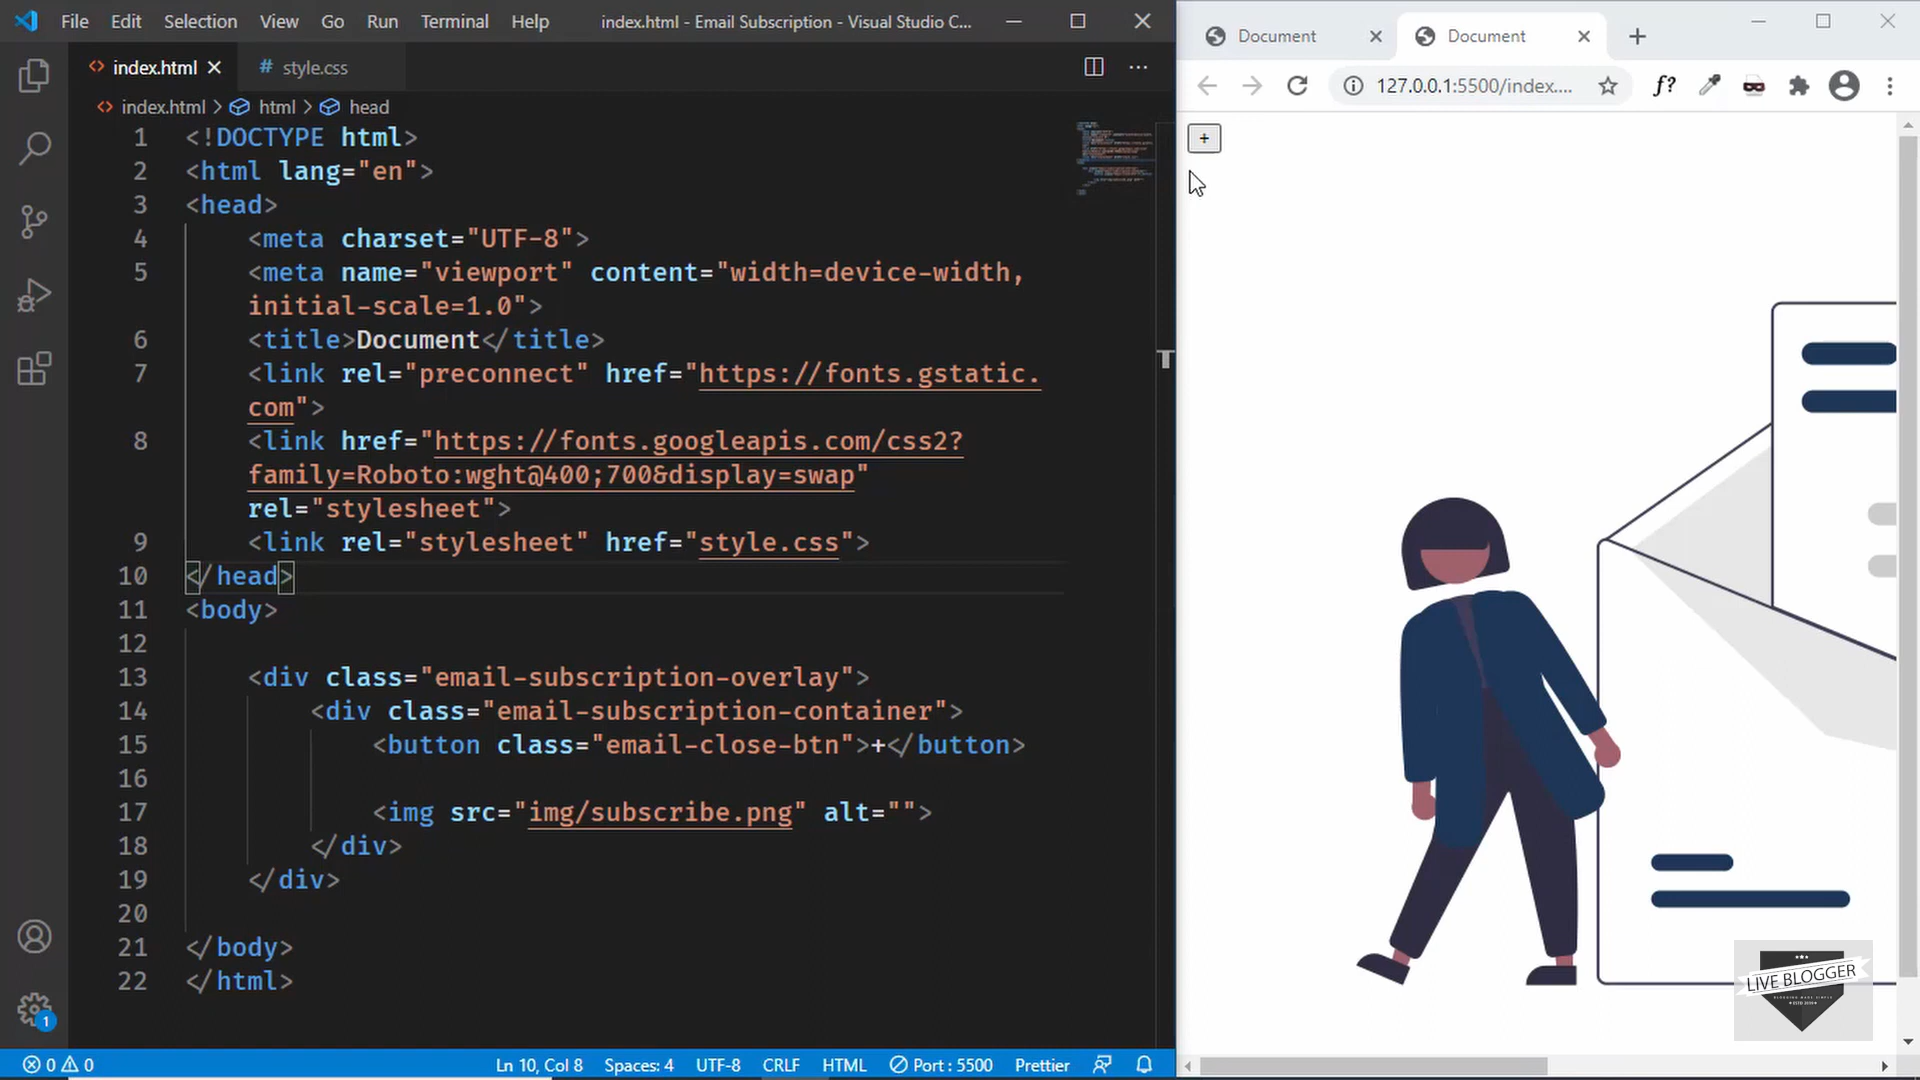 File Edit Selection View Go Run Terminal Help index.html - Email Subscription - Visual Studio C...
index.html
# style.css
index.html > html > head
1 <!DOCTYPE html>
2 <html lang="en">
3 <head>
4 <meta charset="UTF-8">
5 <meta name="viewport" content="width=device-width,
initial-scale=1.0">
6 <title>Document</title>
7 <link rel="preconnect" href="https://fonts.gstatic.
com">
8 <link href="https://fonts.googleapis.com/css2?
family=Roboto:wght@400;700&display=swap"
rel="stylesheet">
9 <link rel="stylesheet" href="style.css">
10 </head>
11 <body>
12
13 <div class="email-subscription-overlay">
14 <div class="email-subscription-container">
15 <button class="email-close-btn">+</button>
16
17 <img src="img/subscribe.png" alt="">
18 </div>
19 </div>
20
21 </body>
22 </html>
1
0 0
Ln 10, Col 8 Spaces: 4 UTF-8 CRLF HTML Port : 5500 Prettier
Document
Document
127.0.0.1:5500/index....
f?
+
LIVE BLOGGER